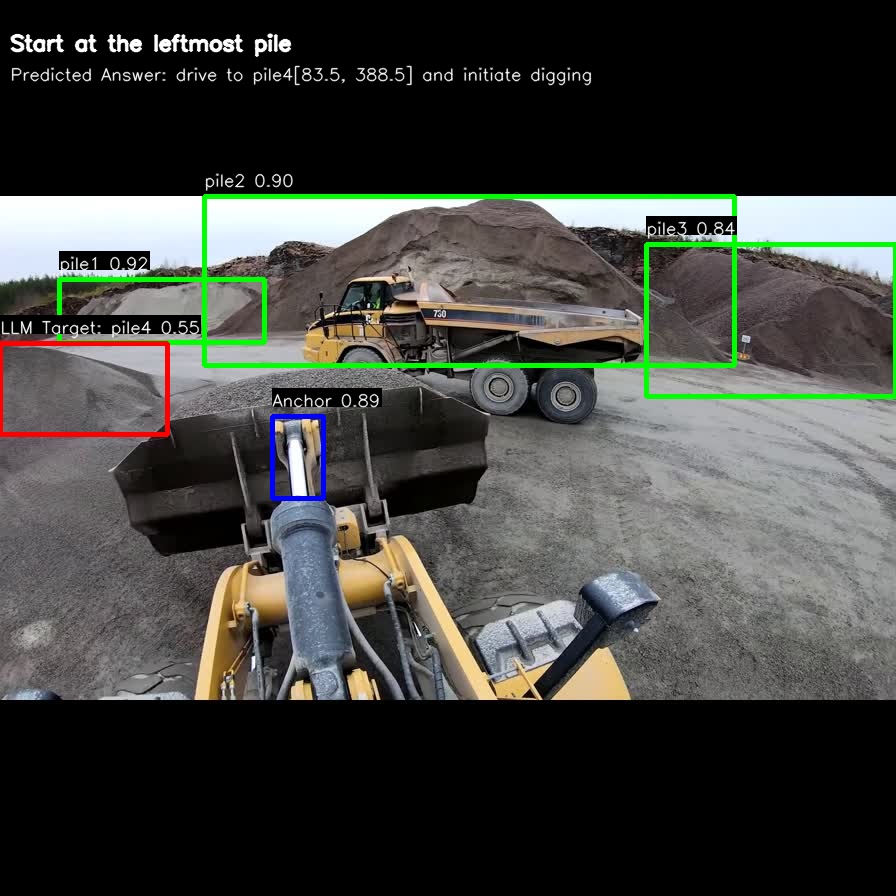 Start at the leftmost pile
Predicted Answer: drive to pile4[83.5, 388.5] and initiate digging
pile2 0.90
pile3 0.84
pile1 0.92
LLM Target: pile4 0.55
730
CAT
Anchor 0.89